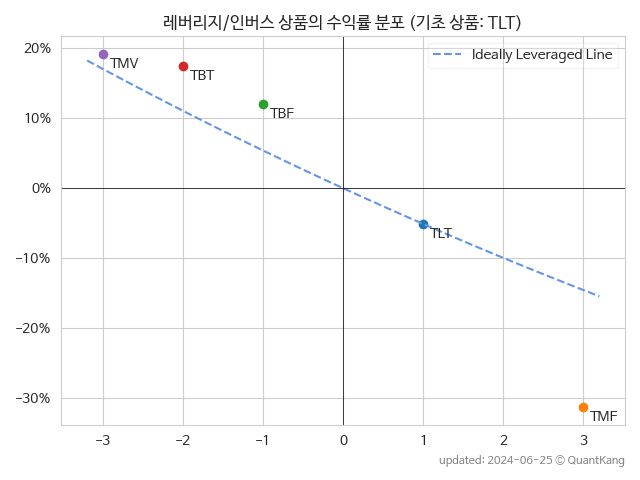 레버리지/인버스 상품의 수익률 분포 (기초 상품: TLT)
20%
10%
0%
−10%
−20%
−30%
Ideally Leveraged Line
TMV
TBT
TBF
TLT
TMF
−3
−2
−1
0
1
2
3
updated: 2024-06-25 © QuantKang